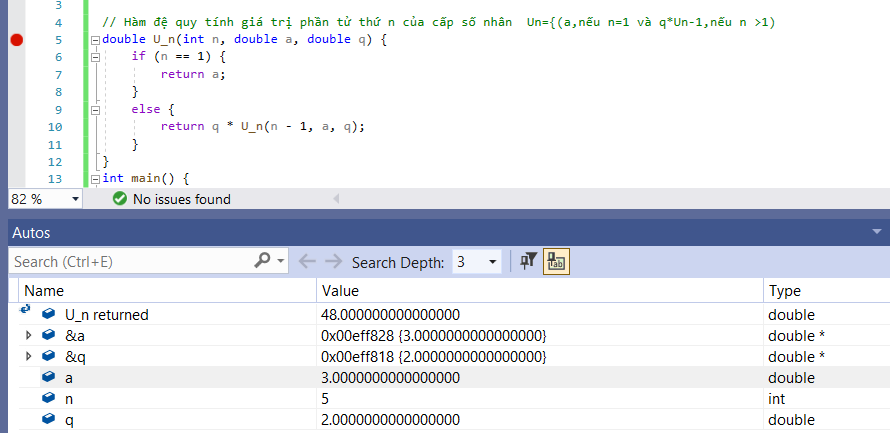 3
4 // Hàm đệ quy tính giá trị phần tử thứ n của cấp số nhân  Un={(a,nếu n=1 và q*Un-1,nếu n >1)
5 double U_n(int n, double a, double q) {
6 if (n == 1) {
7 return a;
8 }
9 else {
10 return q * U_n(n - 1, a, q);
11 }
12 }
13 int main() {
82 % No issues found
Autos
Search (Ctrl+E) Search Depth: 3
Name Value Type
U_n returned 48.000000000000000 double
&a 0x00eff828 {3.0000000000000000} double *
&q 0x00eff818 {2.0000000000000000} double *
a 3.0000000000000000 double
n 5 int
q 2.0000000000000000 double